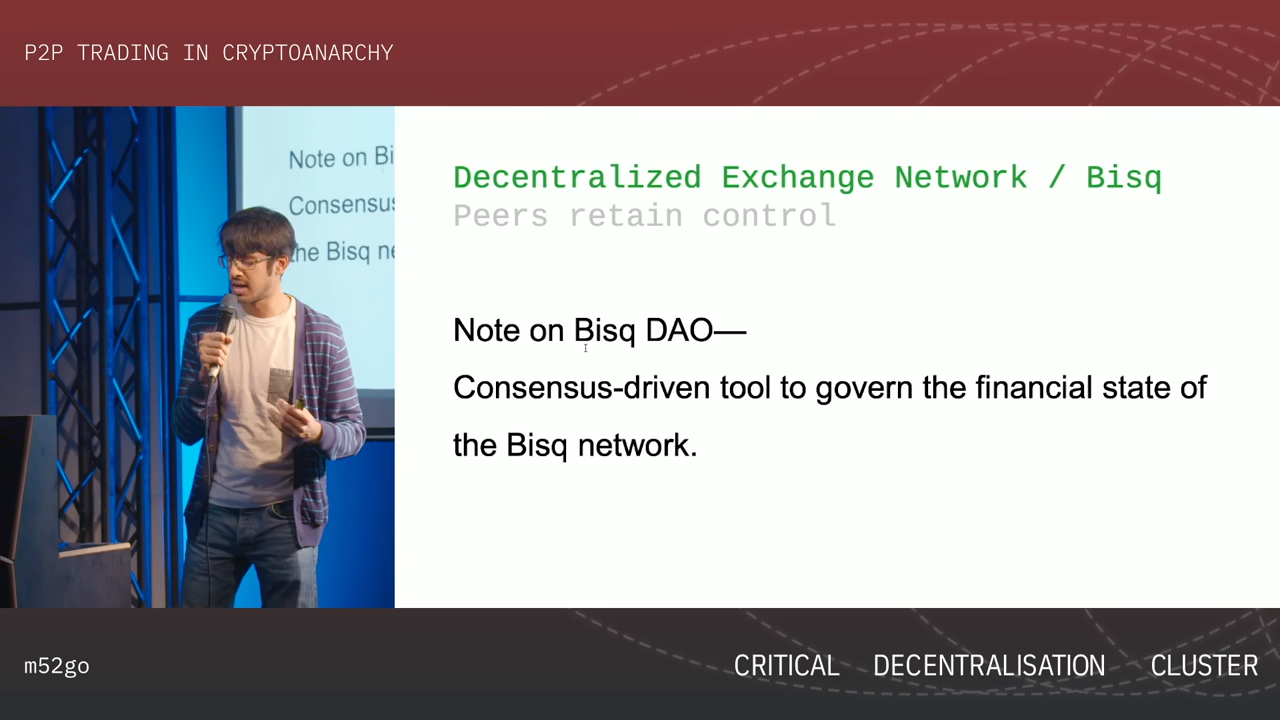 P2P TRADING IN CRYPTOANARCHY
Note on Bi
Consensus
the Bisq ne
Decentralized Exchange Network / Bisq
Peers retain control
Note on Bisq DAO—
Consensus-driven tool to govern the financial state of
the Bisq network.
m52go
CRITICAL DECENTRALISATION CLUSTER